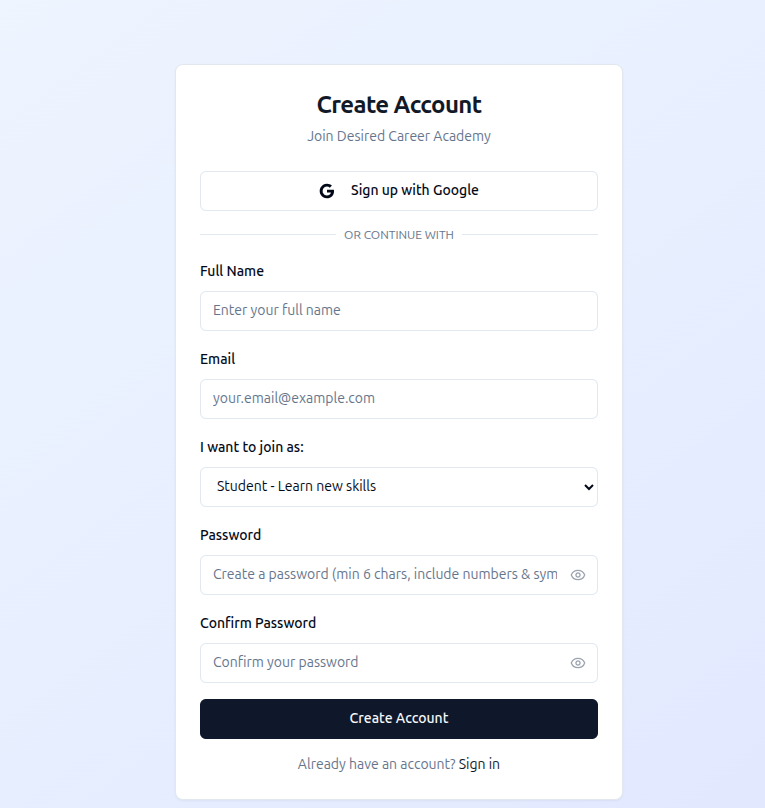 Create Account
Join Desired Career Academy
Sign up with Google
OR CONTINUE WITH
Full Name
Enter your full name
Email
your.email@example.com
I want to join as:
Student - Learn new skills
Password
Create a password (min 6 chars, include numbers & sym
Confirm Password
Confirm your password
Create Account
Already have an account? Sign in